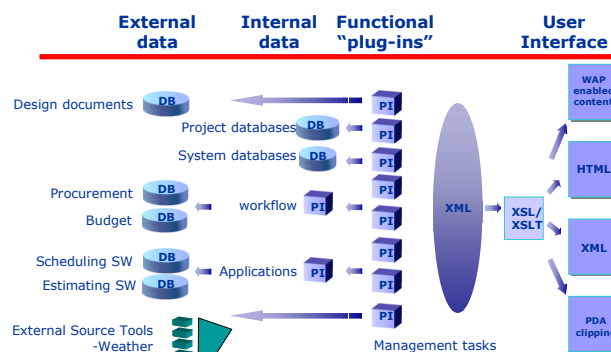 External
data
Internal
data
Functional
“plug-ins”
User
Interface
Design documents
DB
PI
Project databases
DB
PI
System databases
DB
PI
PI
Procurement
DB
workflow
PI
PI
Budget
DB
Scheduling SW
DB
PI
Applications
PI
PI
Estimating SW
DB
PI
External Source Tools
-Weather
Management tasks
XML
XSL/
XSLT
WAP
enabled
content
HTML
XML
PDA
clipping